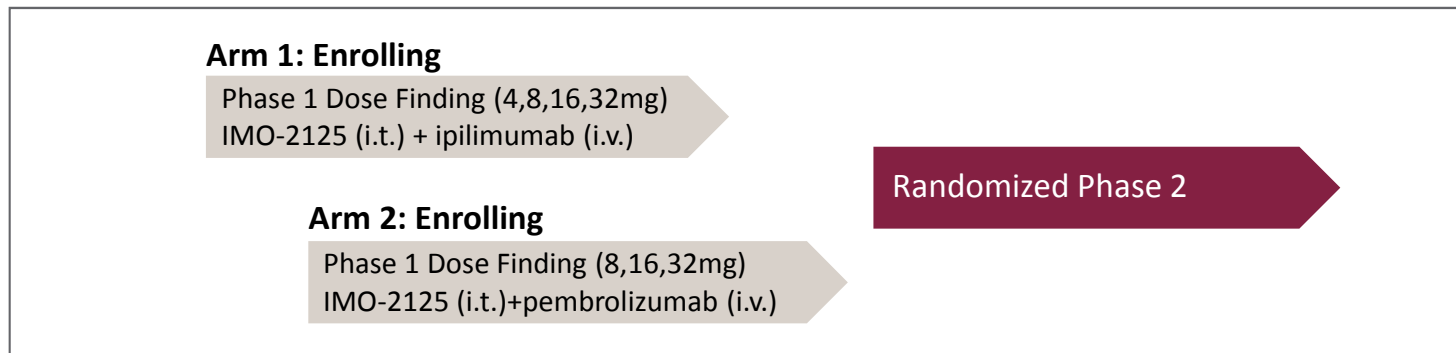 Arm 1: Enrolling
Phase 1 Dose Finding (4,8,16,32mg)
IMO-2125 (i.t.) + ipilimumab (i.v.)
Randomized Phase 2
Arm 2: Enrolling
Phase 1 Dose Finding (8,16,32mg)
IMO-2125 (i.t.)+pembrolizumab (i.v.)